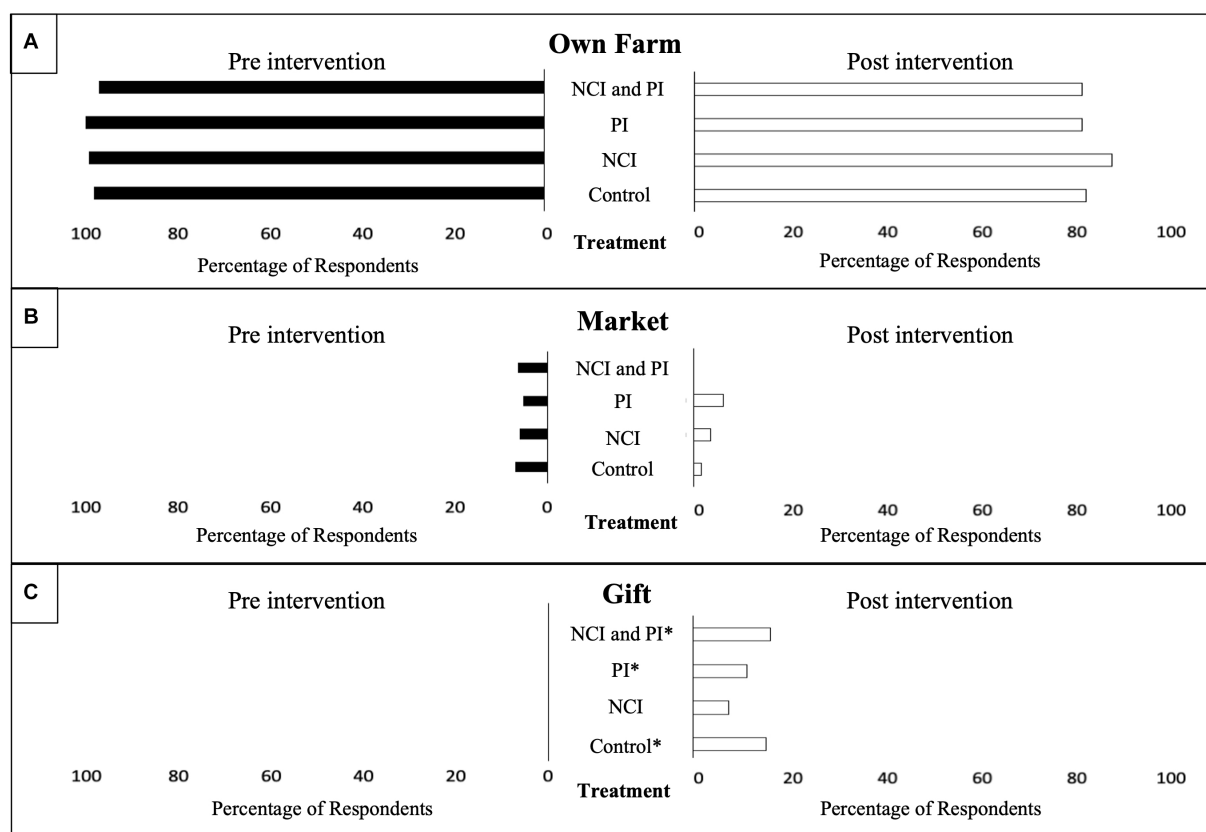 A
Own Farm
Pre intervention
Post intervention
NCI and PI
PI
NCI
Control
100 80 60 40 20 0
Treatment
0 20 40 60 80 100
Percentage of Respondents
Percentage of Respondents
B
Market
Pre intervention
Post intervention
NCI and PI
PI
NCI
Control
100 80 60 40 20 0
Treatment
0 20 40 60 80 100
Percentage of Respondents
Percentage of Respondents
C
Gift
Pre intervention
Post intervention
NCI and PI*
PI*
NCI
Control*
100 80 60 40 20 0
Treatment
0 20 40 60 80 100
Percentage of Respondents
Percentage of Respondents